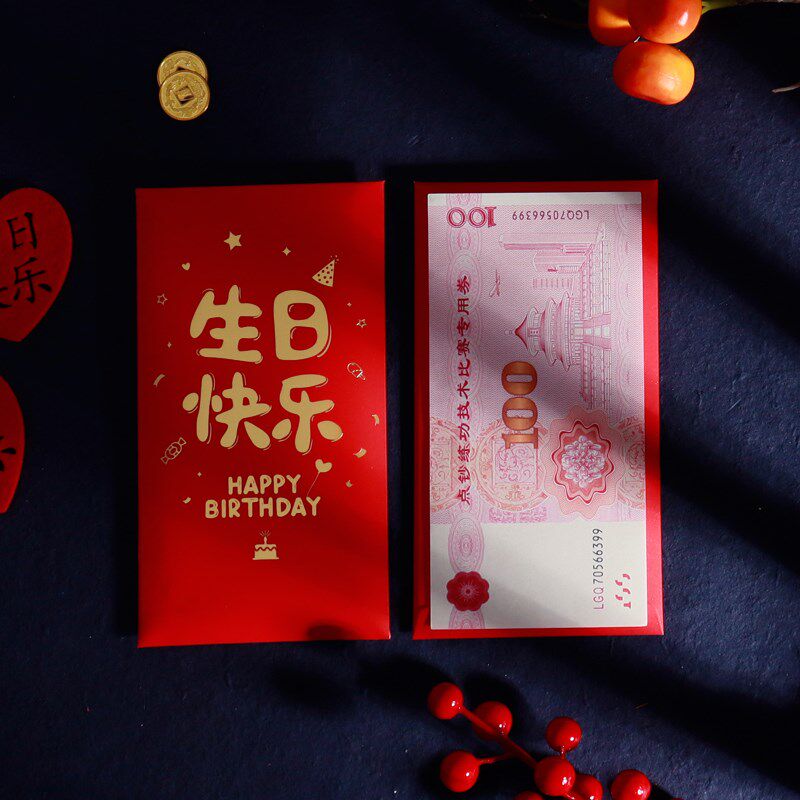 日
乐
生日
快乐
HAPPY
BIRTHDAY
100
LGQ70566399
点钞练功技术比赛专用券
100
LGQ70566399